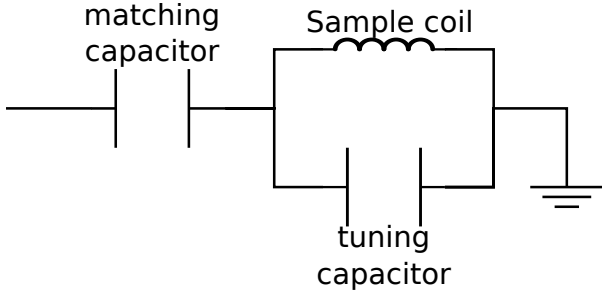 matching
capacitor
Sample coil
tuning
capacitor